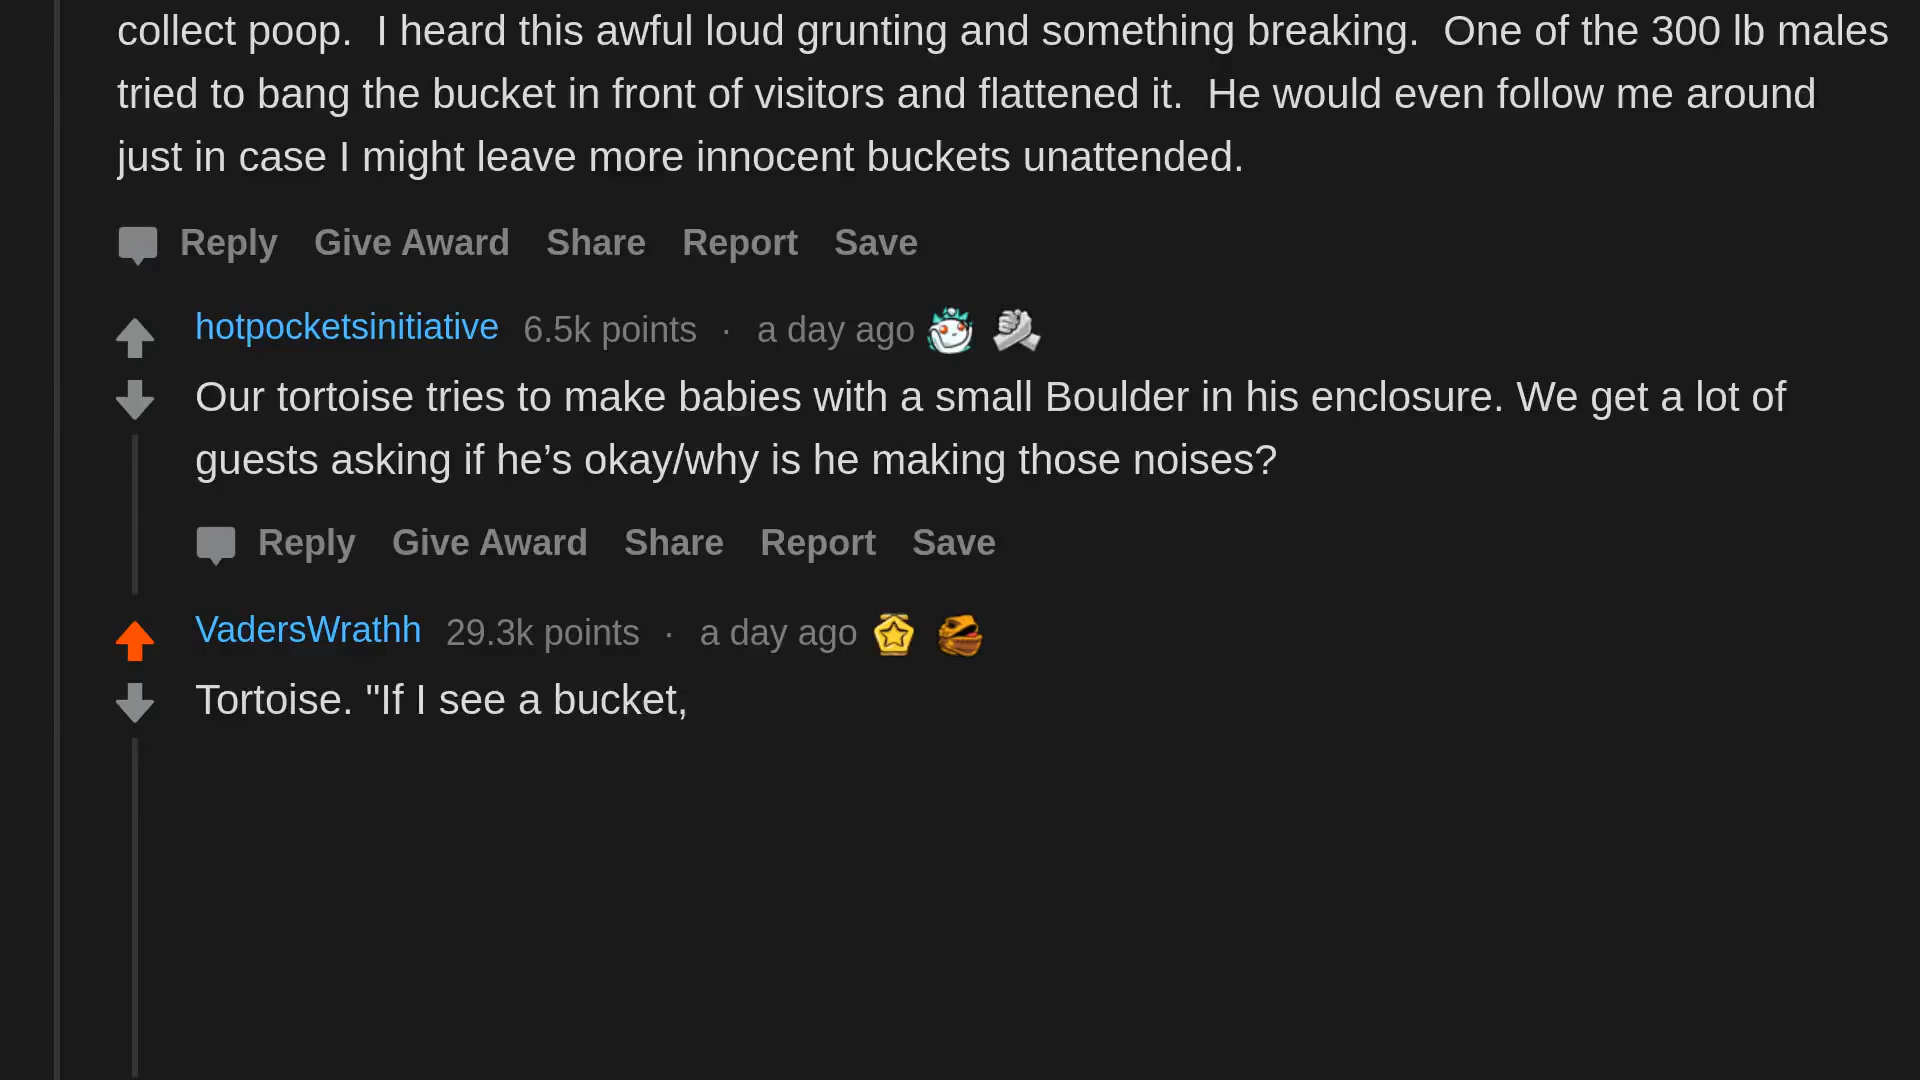 collect poop.  I heard this awful loud grunting and something breaking.  One of the 300 lb males
tried to bang the bucket in front of visitors and flattened it.  He would even follow me around
just in case I might leave more innocent buckets unattended.
Reply Give Award Share Report Save
hotpocketsinitiative 6.5k points · a day ago
Our tortoise tries to make babies with a small Boulder in his enclosure. We get a lot of
guests asking if he’s okay/why is he making those noises?
Reply Give Award Share Report Save
VadersWrathh 29.3k points · a day ago
Tortoise. "If I see a bucket,